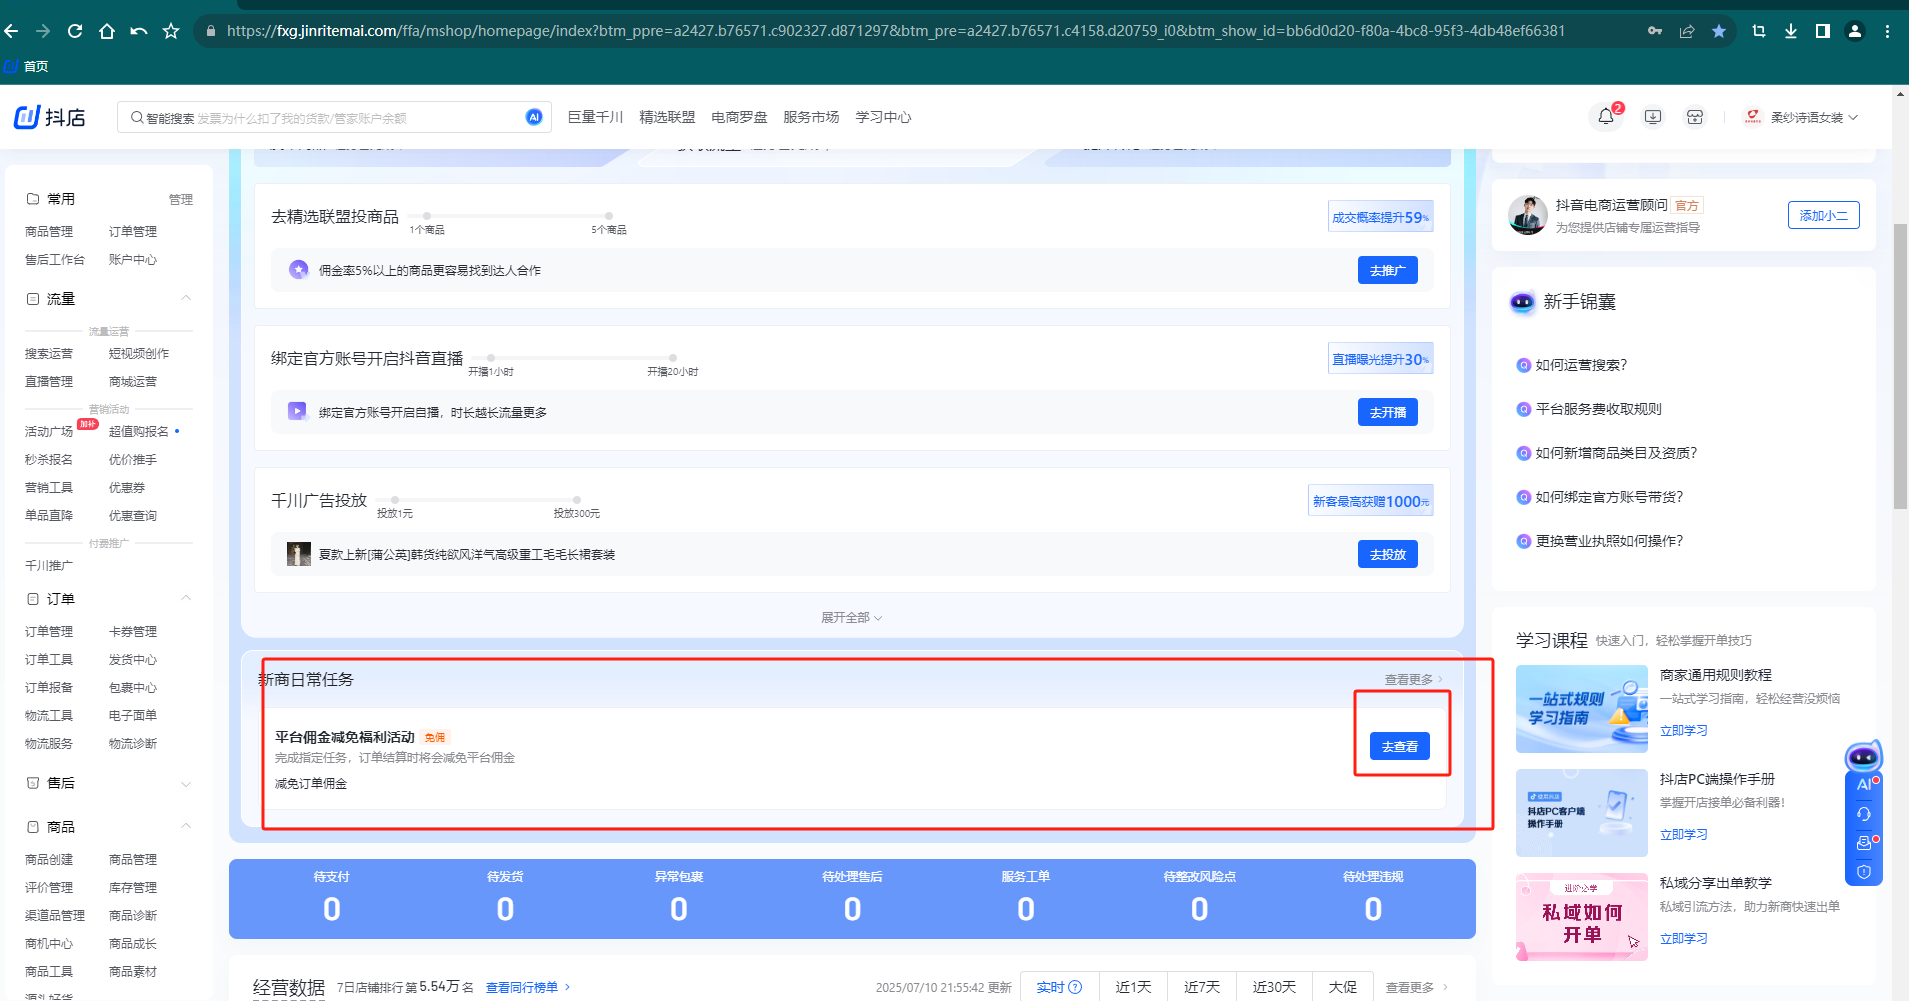 https://fxg.jinritemai.com/ffa/mshop/homepage/index?btm_ppre=a2427.b76571.c902327.d871297&btm_pre=a2427.b76571.c4158.d20759_i0&btm_show_id=bb6d0d20-f80a-4bc8-95f3-4db48ef66381
首页
抖店
智能搜索 发票为什么扣了我的货款/管家账户余额
AI
巨量千川 精选联盟 电商罗盘 服务市场 学习中心
2
柔纱诗语女装
常用 管理
商品管理 订单管理
售后工作台 账户中心
流量
流量运营
搜索运营 短视频创作
直播管理 商城运营
营销活动
活动广场 加补 超值购报名
秒杀报名 优价推手
营销工具 优惠券
单品直降 优惠查询
付费推广
千川推广
订单
订单管理 卡券管理
订单工具 发货中心
订单报备 包裹中心
物流工具 电子面单
物流服务 物流诊断
售后
商品
商品创建 商品管理
评价管理 库存管理
渠道品管理 商品诊断
商机中心 商品成长
商品工具 商品素材
源头好货
去精选联盟投商品
1个商品 5个商品
成交概率提升59%
佣金率5%以上的商品更容易找到达人合作
去推广
绑定官方账号开启抖音直播
开播1小时 开播20小时
直播曝光提升30%
绑定官方账号开启自播，时长越长流量更多
去开播
千川广告投放
投放1元 投放300元
新客最高获赠1000元
夏款上新[蒲公英]韩货纯欲风洋气高级重工毛毛长裙套装
去投放
展开全部
新商日常任务
查看更多
平台佣金减免福利活动 免佣
完成指定任务，订单结算时将会减免平台佣金
减免订单佣金
去查看
待支付 待发货 异常包裹 待处理售后 服务工单 待整改风险点 待处理违规
0 0 0 0 0 0 0
经营数据 7日店铺排行 第 5.54万 名 查看同行榜单
2025/07/10 21:55:42 更新
实时 近1天 近7天 近30天 大促 查看更多
抖音电商运营顾问 官方
为您提供店铺专属运营指导
添加小二
新手锦囊
如何运营搜索?
平台服务费收取规则
如何新增商品类目及资质?
如何绑定官方账号带货?
更换营业执照如何操作?
学习课程 快速入门，轻松掌握开单技巧
一站式规则
学习指南
商家通用规则教程
一站式学习指南，轻松经营没烦恼
立即学习
抖店PC客户端
操作手册
抖店PC端操作手册
掌握开店接单必备利器！
立即学习
进阶必学
私域如何
开单
私域分享出单教学
私域引流方法，助力新商快速出单
立即学习
AI